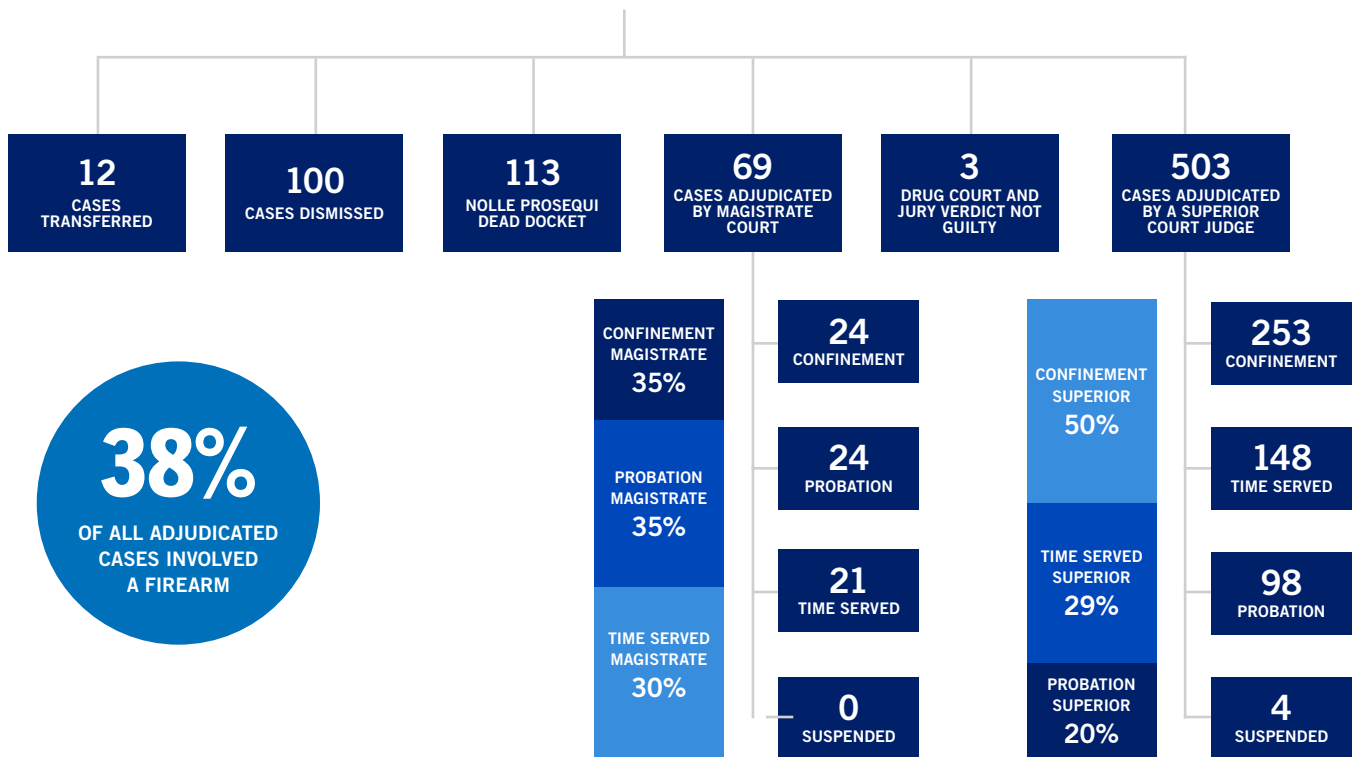 12
CASES
TRANSFERRED
100
CASES DISMISSED
113
NOLLE PROSEQUI
DEAD DOCKET
69
CASES ADJUDICATED
BY MAGISTRATE
COURT
3
DRUG COURT AND
JURY VERDICT NOT
GUILTY
503
CASES ADJUDICATED
BY A SUPERIOR
COURT JUDGE
38%
OF ALL ADJUDICATED
CASES INVOLVED
A FIREARM
CONFINEMENT
MAGISTRATE
35%
PROBATION
MAGISTRATE
35%
TIME SERVED
MAGISTRATE
30%
24
CONFINEMENT
24
PROBATION
21
TIME SERVED
0
SUSPENDED
CONFINEMENT
SUPERIOR
50%
TIME SERVED
SUPERIOR
29%
PROBATION
SUPERIOR
20%
253
CONFINEMENT
148
TIME SERVED
98
PROBATION
4
SUSPENDED